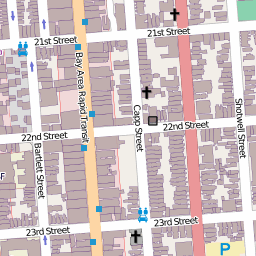 21st Street
21st Street
Bay Area Rapid Transit
Capp Street
Shotwell Street
22nd Street
22nd Street
Bartlett Street
F
23rd Street
23rd Street
P